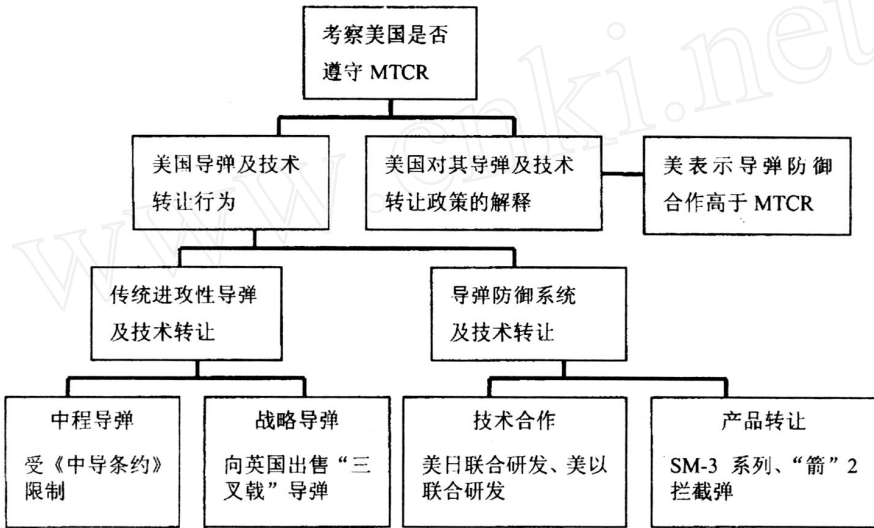 考察美国是否
遵守 MTCR
美国导弹及技术
转让行为
美国对其导弹及技术
转让政策的解释
美表示导弹防御
合作高于 MTCR
传统进攻性导弹
及技术转让
导弹防御系统
及技术转让
中程导弹
受《中导条约》
限制
战略导弹
向英国出售“三
叉戟”导弹
技术合作
美日联合研发、美以
联合研发
产品转让
SM-3 系列、“箭”2
拦截弹
www.cnki.net